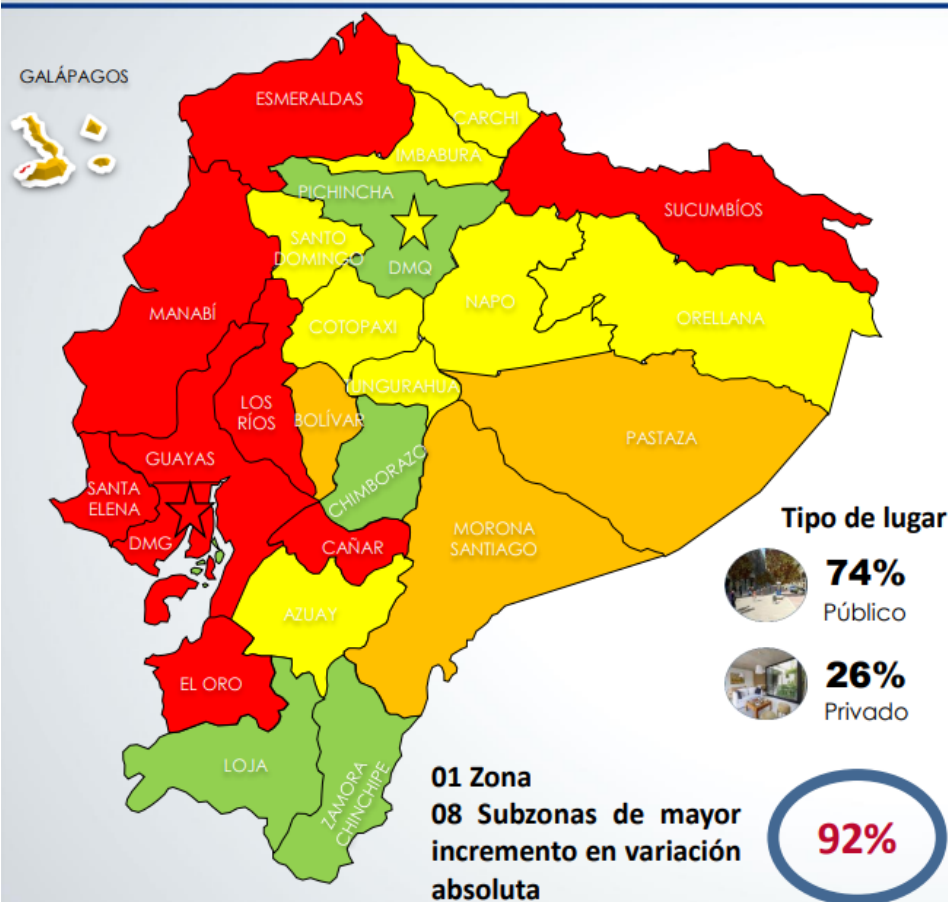 GALÁPAGOS
ESMERALDAS
CARCHI
IMBABURA
PICHINCHA
SUCUMBÍOS
SANTO
DOMINGO
DMQ
NAPO
MANABÍ
ORELLANA
COTOPAXI
UNGURAHUA
LOS
RÍOS
BOLÍVAR
PASTAZA
GUAYAS
CHIMBORAZO
SANTA
ELENA
DMG
CAÑAR
MORONA
SANTIAGO
AZUAY
EL ORO
LOJA
ZAMORA
CHINCHIPE
Tipo de lugar
74%
Público
26%
Privado
01 Zona
08 Subzonas de mayor
incremento en variación
absoluta
92%